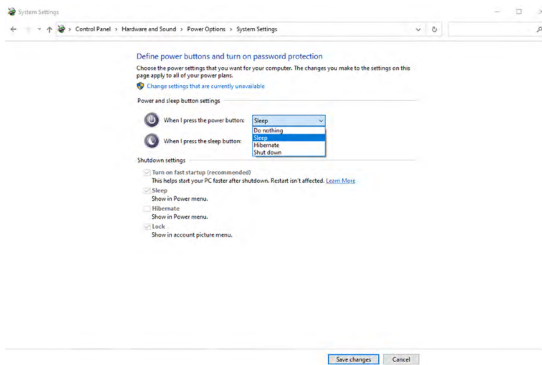 System Settings
Control Panel > Hardware and Sound > Power Options > System Settings
Define power buttons and turn on password protection
Choose the power settings that you want for your computer. The changes you make to the settings on this
page apply to all of your power plans.
Change settings that are currently unavailable
Power and sleep button settings
When I press the power button: Sleep
Do nothing
Sleep
Hibernate
Shut down
When I press the sleep button:
Shutdown settings
Turn on fast startup (recommended)
This helps start your PC faster after shutdown. Restart isn't affected. Learn More
Sleep
Show in Power menu.
Hibernate
Show in Power menu.
Lock
Show in account picture menu.
Save changes Cancel